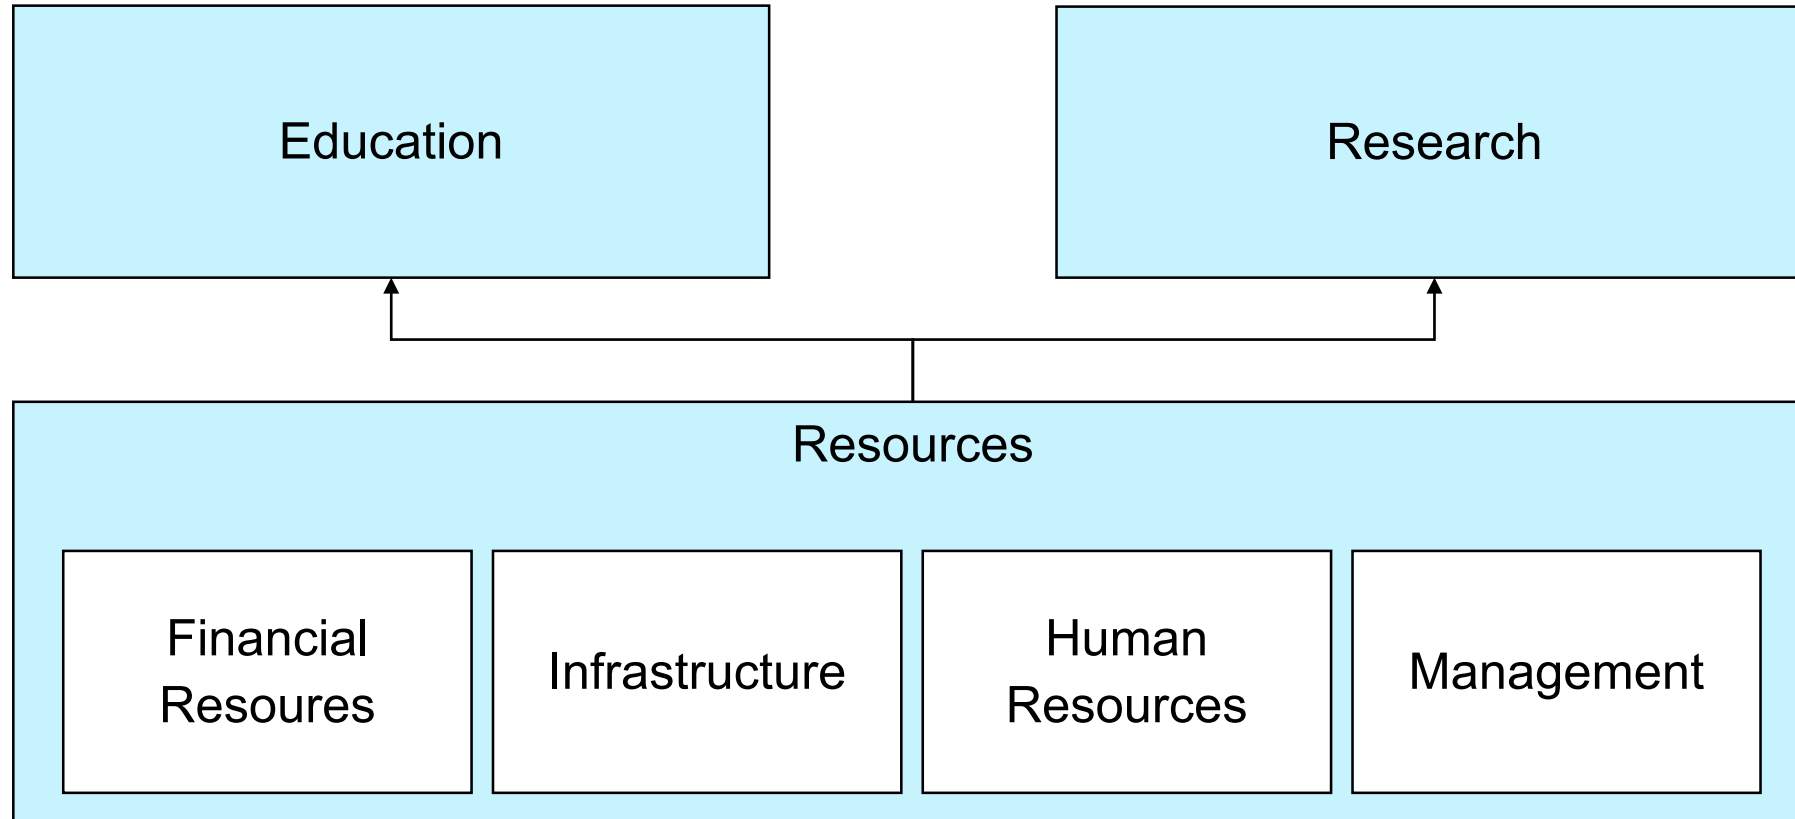 Education
Research
Resources
Financial
Resoures
Infrastructure
Human
Resources
Management